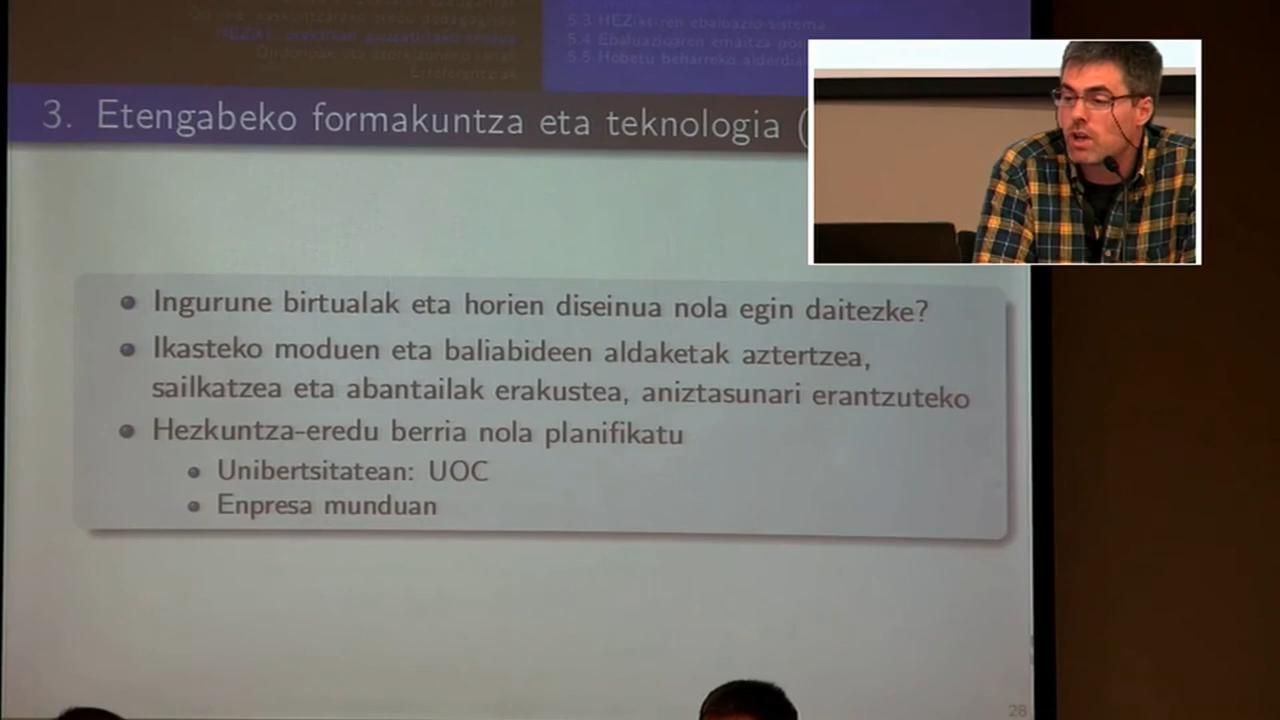 5.3 HEZikiren ebaluazio-sistema
5.4 Ebaluazioaren emaitza
5.5 Hobetu beharreko
Erreferentziak
3. Etengabeko formakuntza eta teknologia (
Ingurune birtualak eta horien diseinua nola egin daitezke?
Ikasteko moduen eta baliabideen aldaketak aztertzea,
sailkatzea eta abantailak erakustea, aniztasunari erantzuteko
Hezkuntza-eredu berria nola planifikatu
Unibertsitatean: UOC
Enpresa munduan
28